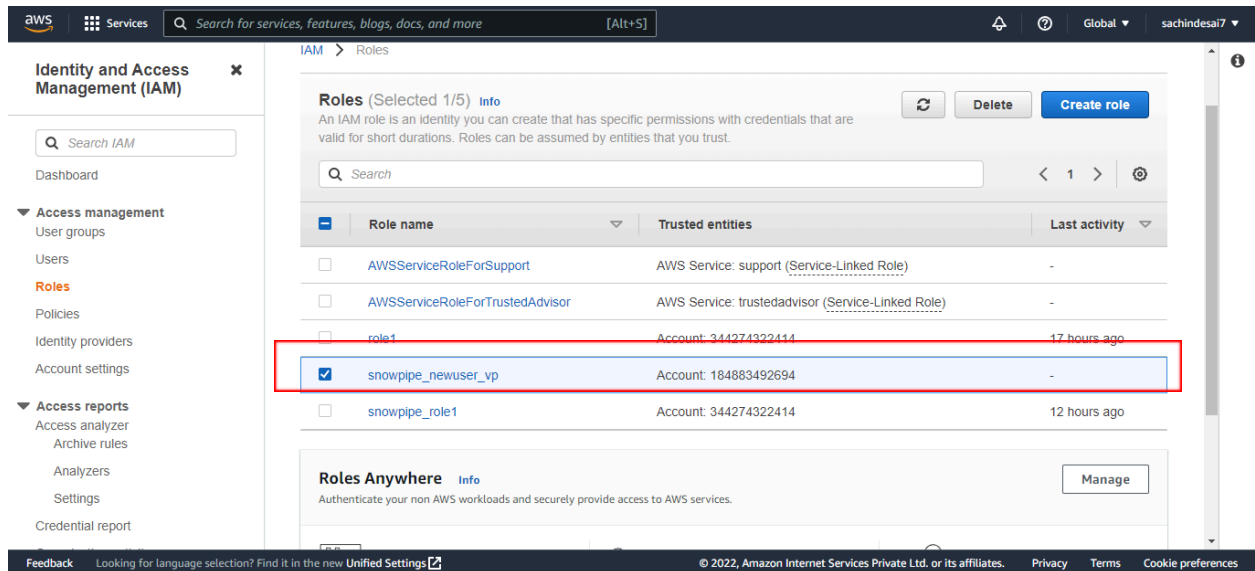 aws Services Search for services, features, blogs, docs, and more [Alt+S] Global sachindesai7
IAM > Roles
Identity and Access
Management (IAM)
Search IAM
Dashboard
Access management
User groups
Users
Roles
Policies
Identity providers
Account settings
Access reports
Access analyzer
Archive rules
Analyzers
Settings
Credential report
Roles (Selected 1/5) Info
An IAM role is an identity you can create that has specific permissions with credentials that are
valid for short durations. Roles can be assumed by entities that you trust.
Delete
Create role
Search
1
Role name Trusted entities Last activity
AWSServiceRoleForSupport AWS Service: support (Service-Linked Role) -
AWSServiceRoleForTrustedAdvisor AWS Service: trustedadvisor (Service-Linked Role) -
role1 Account: 344274322414 17 hours ago
snowpipe_newuser_vp Account: 184883492694 -
snowpipe_role1 Account: 344274322414 12 hours ago
Roles Anywhere Info
Manage
Authenticate your non AWS workloads and securely provide access to AWS services.
Feedback Looking for language selection? Find it in the new Unified Settings © 2022, Amazon Internet Services Private Ltd. or its affiliates. Privacy Terms Cookie preferences